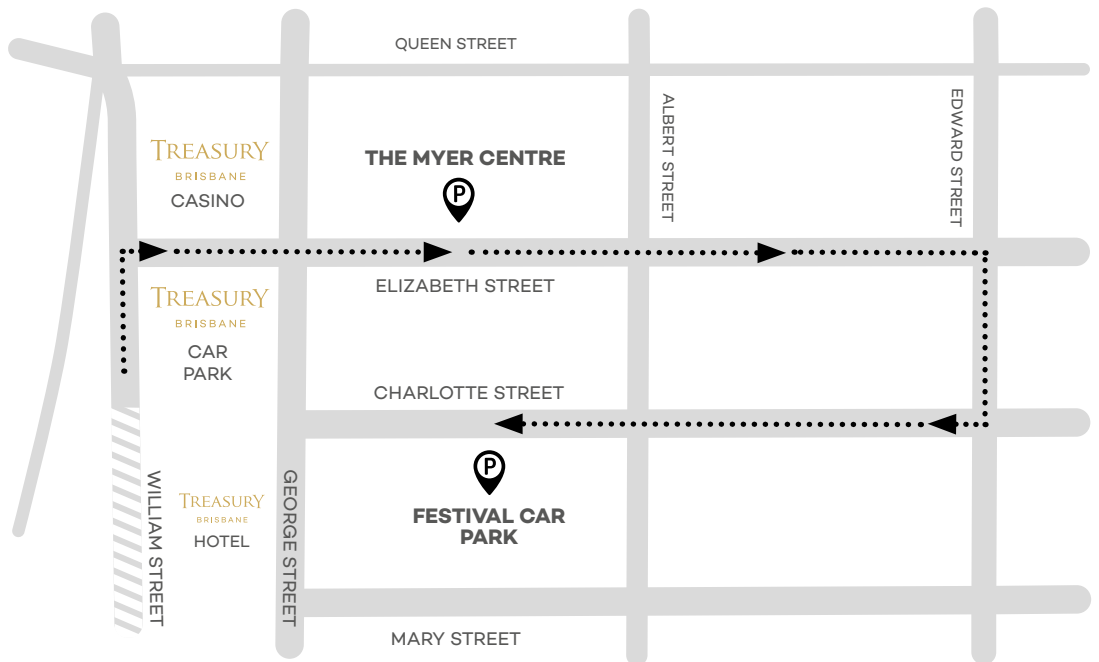 QUEEN STREET
ALBERT STREET
EDWARD STREET
TREASURY
BRISBANE
CASINO
THE MYER CENTRE
P
ELIZABETH STREET
TREASURY
BRISBANE
CAR
PARK
CHARLOTTE STREET
P
FESTIVAL CAR
PARK
WILLIAM STREET
TREASURY
BRISBANE
HOTEL
GEORGE STREET
MARY STREET